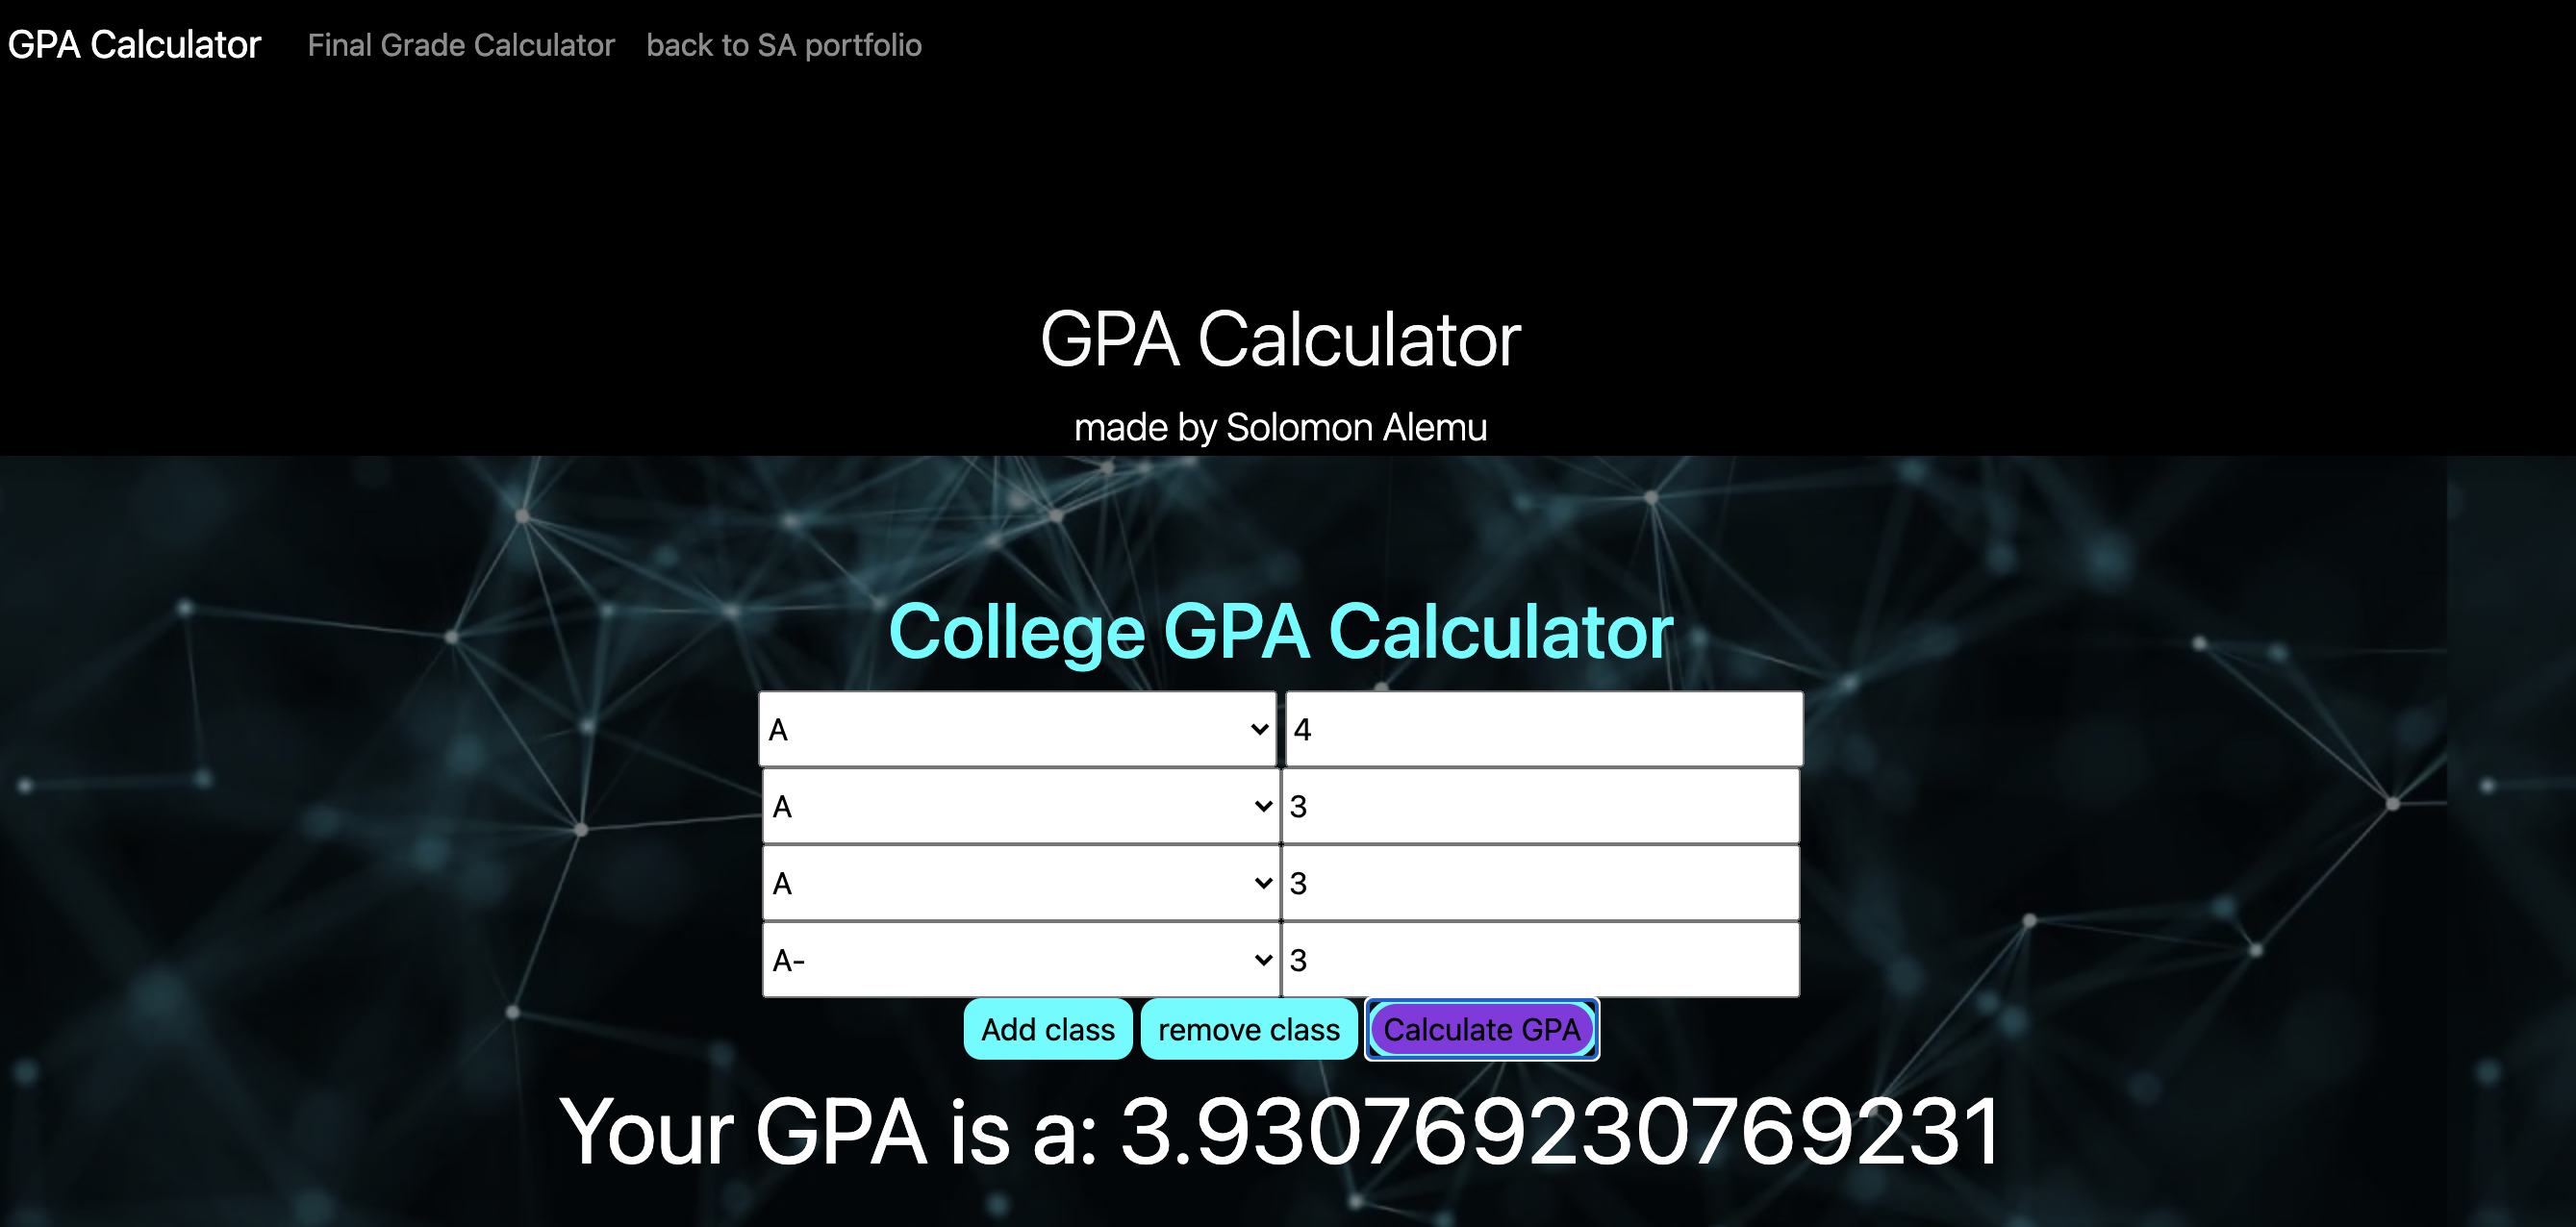 GPA Calculator Final Grade Calculator back to SA portfolio
GPA Calculator
made by Solomon Alemu
College GPA Calculator
A 4
A 3
A 3
A- 3
Add class remove class Calculate GPA
Your GPA is a: 3.930769230769231